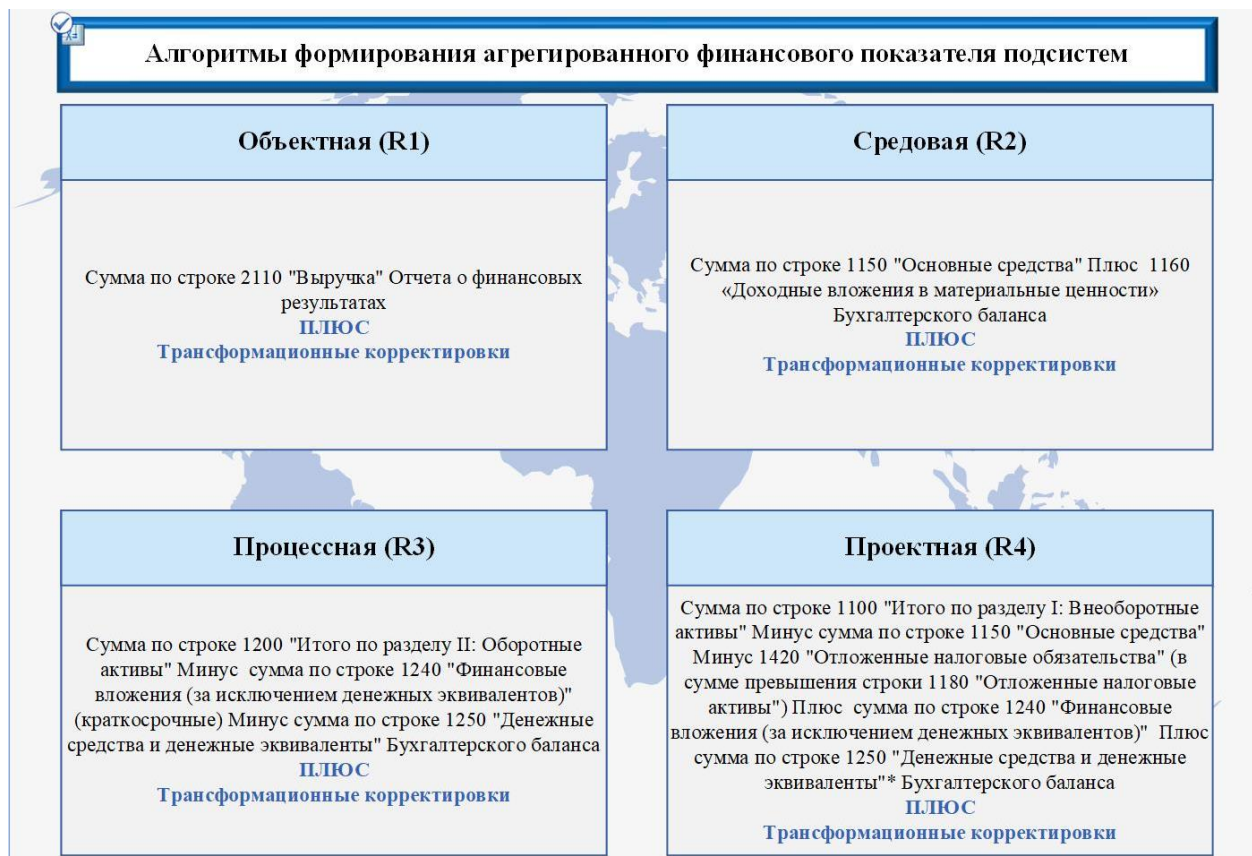 Алгоритмы формирования агрегированного финансового показателя подсистем
Объектная (R1)
Сумма по строке 2110 "Выручка" Отчета о финансовых
результатах
ПЛЮС
Трансформационные корректировки
Средовая (R2)
Сумма по строке 1150 "Основные средства" Плюс 1160
«Доходные вложения в материальные ценности»
Бухгалтерского баланса
ПЛЮС
Трансформационные корректировки
Процессная (R3)
Сумма по строке 1200 "Итого по разделу II: Оборотные
активы" Минус сумма по строке 1240 "Финансовые
вложения (за исключением денежных эквивалентов)"
(краткосрочные) Минус сумма по строке 1250 "Денежные
средства и денежные эквиваленты" Бухгалтерского баланса
ПЛЮС
Трансформационные корректировки
Проектная (R4)
Сумма по строке 1100 "Итого по разделу I: Внеоборотные
активы" Минус сумма по строке 1150 "Основные средства"
Минус 1420 "Отложенные налоговые обязательства" (в
сумме превышения строки 1180 "Отложенные налоговые
активы") Плюс сумма по строке 1240 "Финансовые
вложения (за исключением денежных эквивалентов)" Плюс
сумма по строке 1250 "Денежные средства и денежные
эквиваленты"* Бухгалтерского баланса
ПЛЮС
Трансформационные корректировки